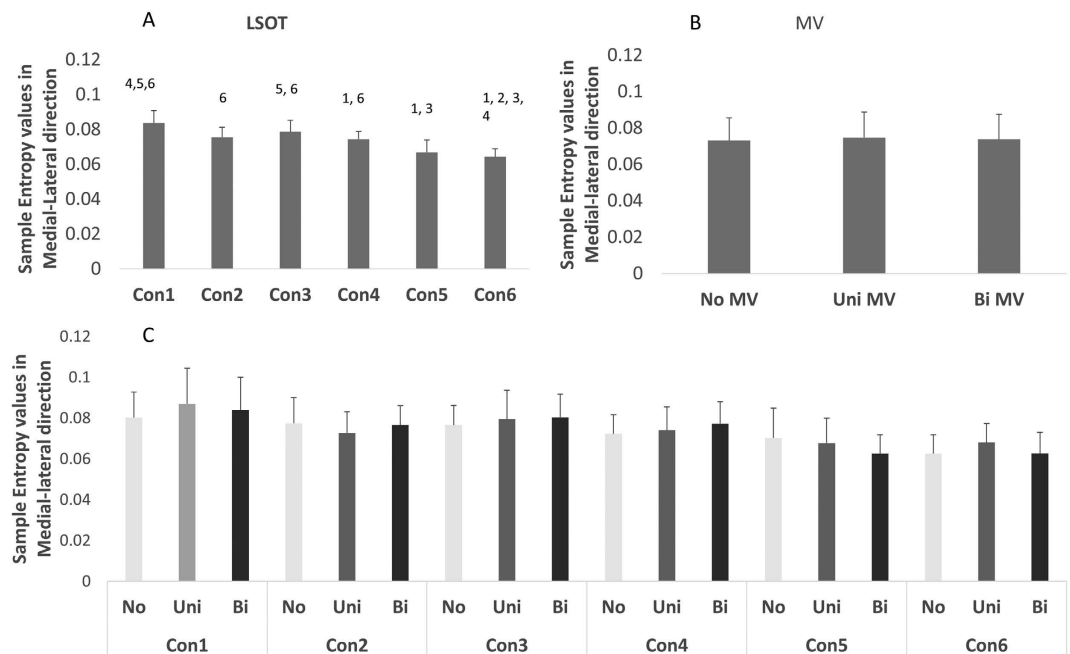 A
LSOT
Sample Entropy values in
Medial-Lateral direction
0.12
0.1
0.08
0.06
0.04
0.02
0
4,5,6
6
5, 6
1, 6
1, 3
1, 2, 3,
4
Con1 Con2 Con3 Con4 Con5 Con6
B
MV
Sample Entropy values in
Medial-lateral direction
0.12
0.1
0.08
0.06
0.04
0.02
0
No MV Uni MV Bi MV
C
Sample Entropy values in
Medial-lateral direction
0.12
0.1
0.08
0.06
0.04
0.02
0
No Uni Bi No Uni Bi No Uni Bi No Uni Bi No Uni Bi No Uni Bi
Con1 Con2 Con3 Con4 Con5 Con6